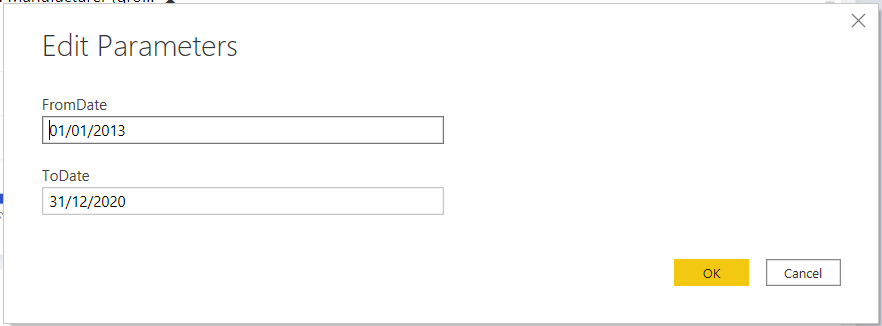 Edit Parameters
FromDate
01/01/2013
ToDate
31/12/2020
OK
Cancel